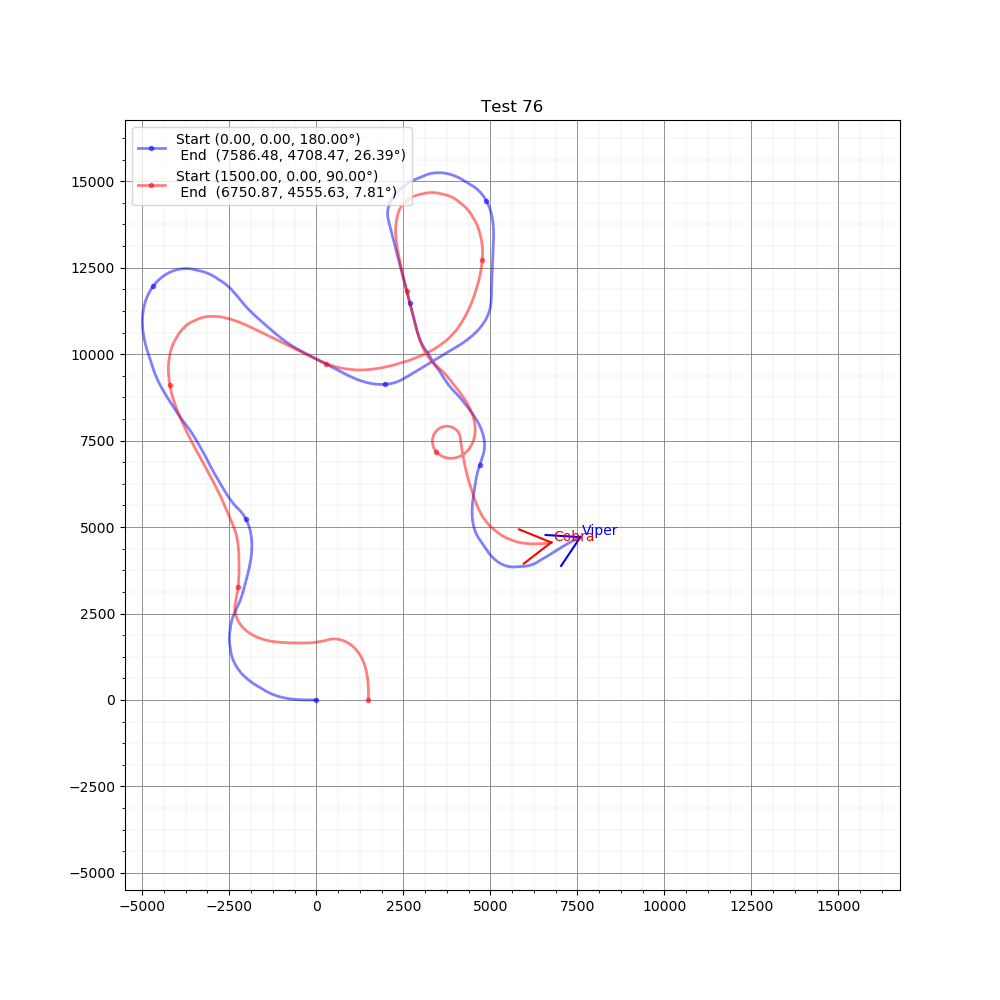 Test 76
Start (0.00, 0.00, 180.00°)
End (7586.48, 4708.47, 26.39°)
Start (1500.00, 0.00, 90.00°)
End (6750.87, 4555.63, 7.81°)
15000
12500
10000
7500
5000
2500
0
−2500
−5000
Viper
Cobra
−5000 −2500 0 2500 5000 7500 10000 12500 15000